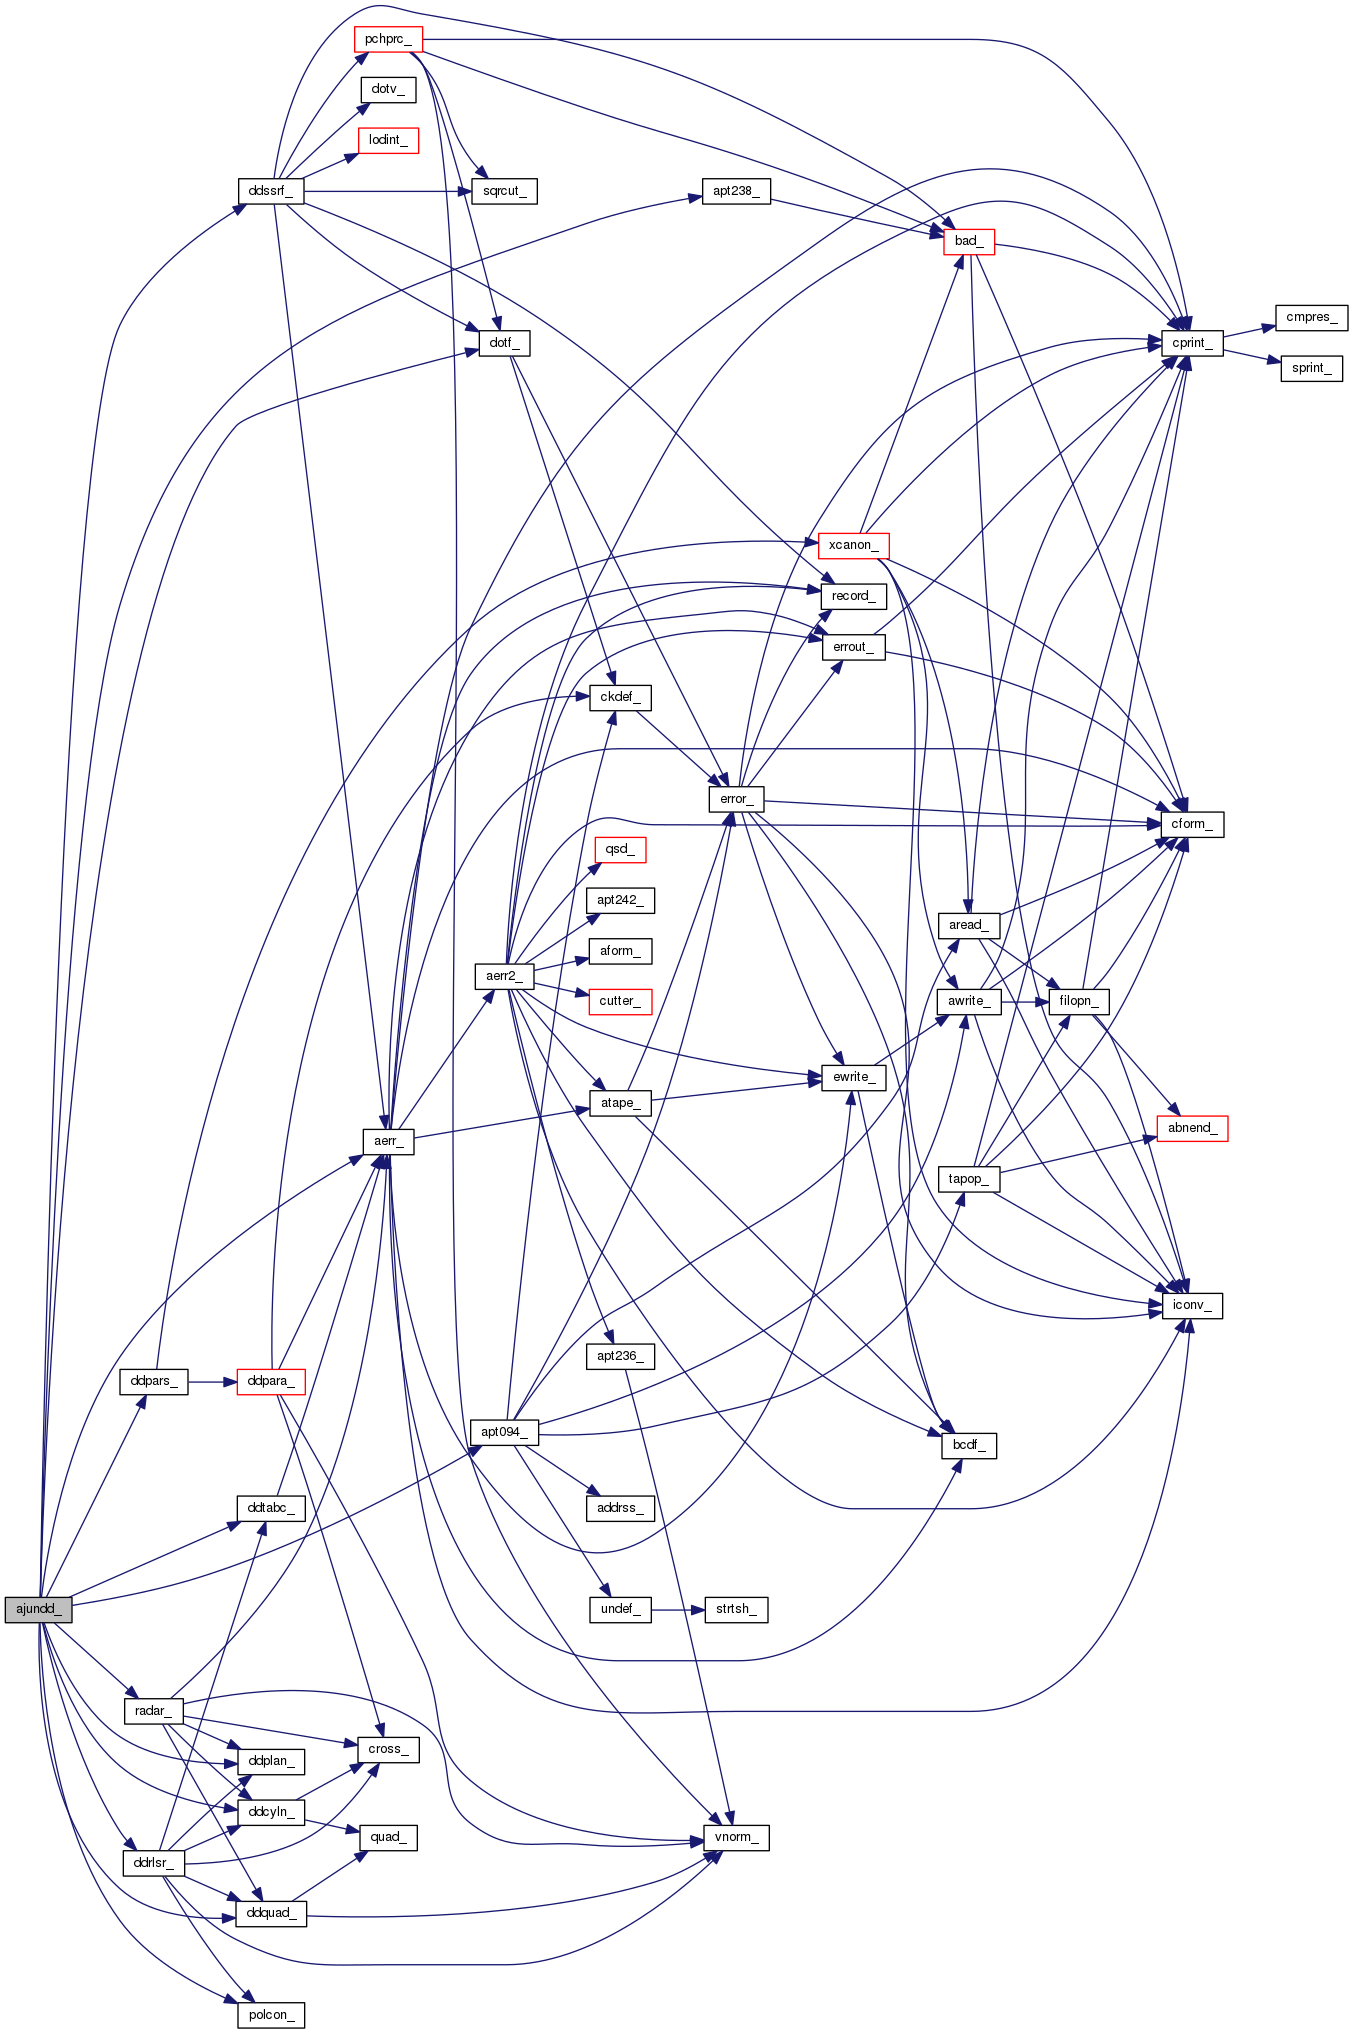 pchprc_
dotv_
lodint_
ddssrf_
sqrcut_
apt238_
bad_
cmpres_
dotf_
cprint_
sprint_
xcanon_
record_
errout_
ckdef_
error_
cform_
qsd_
apt242_
aread_
aform_
aerr2_
cutter_
awrite_
filopn_
ewrite_
atape_
abnend_
aerr_
tapop_
iconv_
apt236_
ddpars_
ddpara_
apt094_
bcdf_
ddtabc_
addrss_
ajundd_
undef_
strtsh_
radar_
cross_
ddplan_
ddcyln_
quad_
vnorm_
ddrlsr_
ddquad_
polcon_